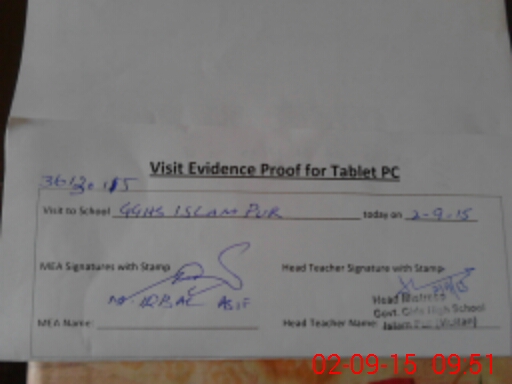 Visit Evidence Proof for Tablet PC
Visit to School GGHS ISLAM PUR today on 2-9-15
MEA Signatures with Stamp Head Teacher Signature with Stamp
IQBAL ASIF
Head Mistress
Govt. Girls High School
MEA Name: Head Teacher Name:
02-09-15 09:51